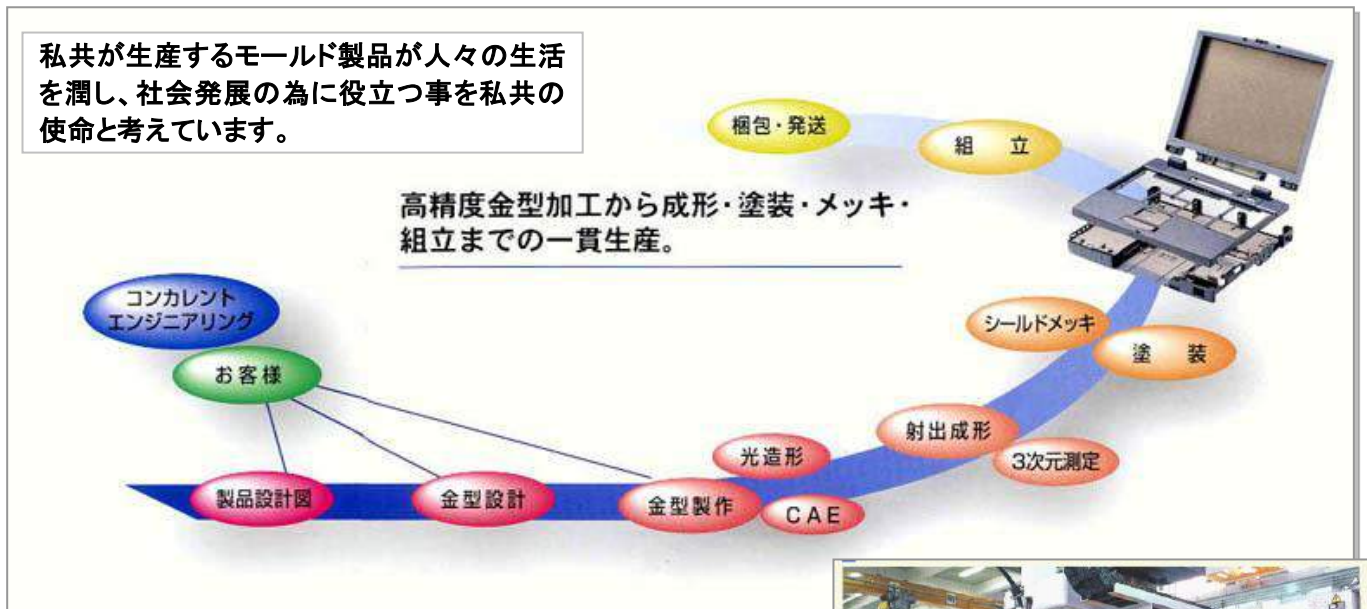 私共が生産するモールド製品が人々の生活
を潤し、社会発展の為に役立つ事を私共の
使命と考えています。
梱包・発送
組　立
高精度金型加工から成形・塗装・メッキ・
組立までの一貫生産。
コンカレント
エンジニアリング
お客様
シールドメッキ
塗　装
射出成形
光造形
3次元測定
製品設計図
金型設計
金型製作
CAE